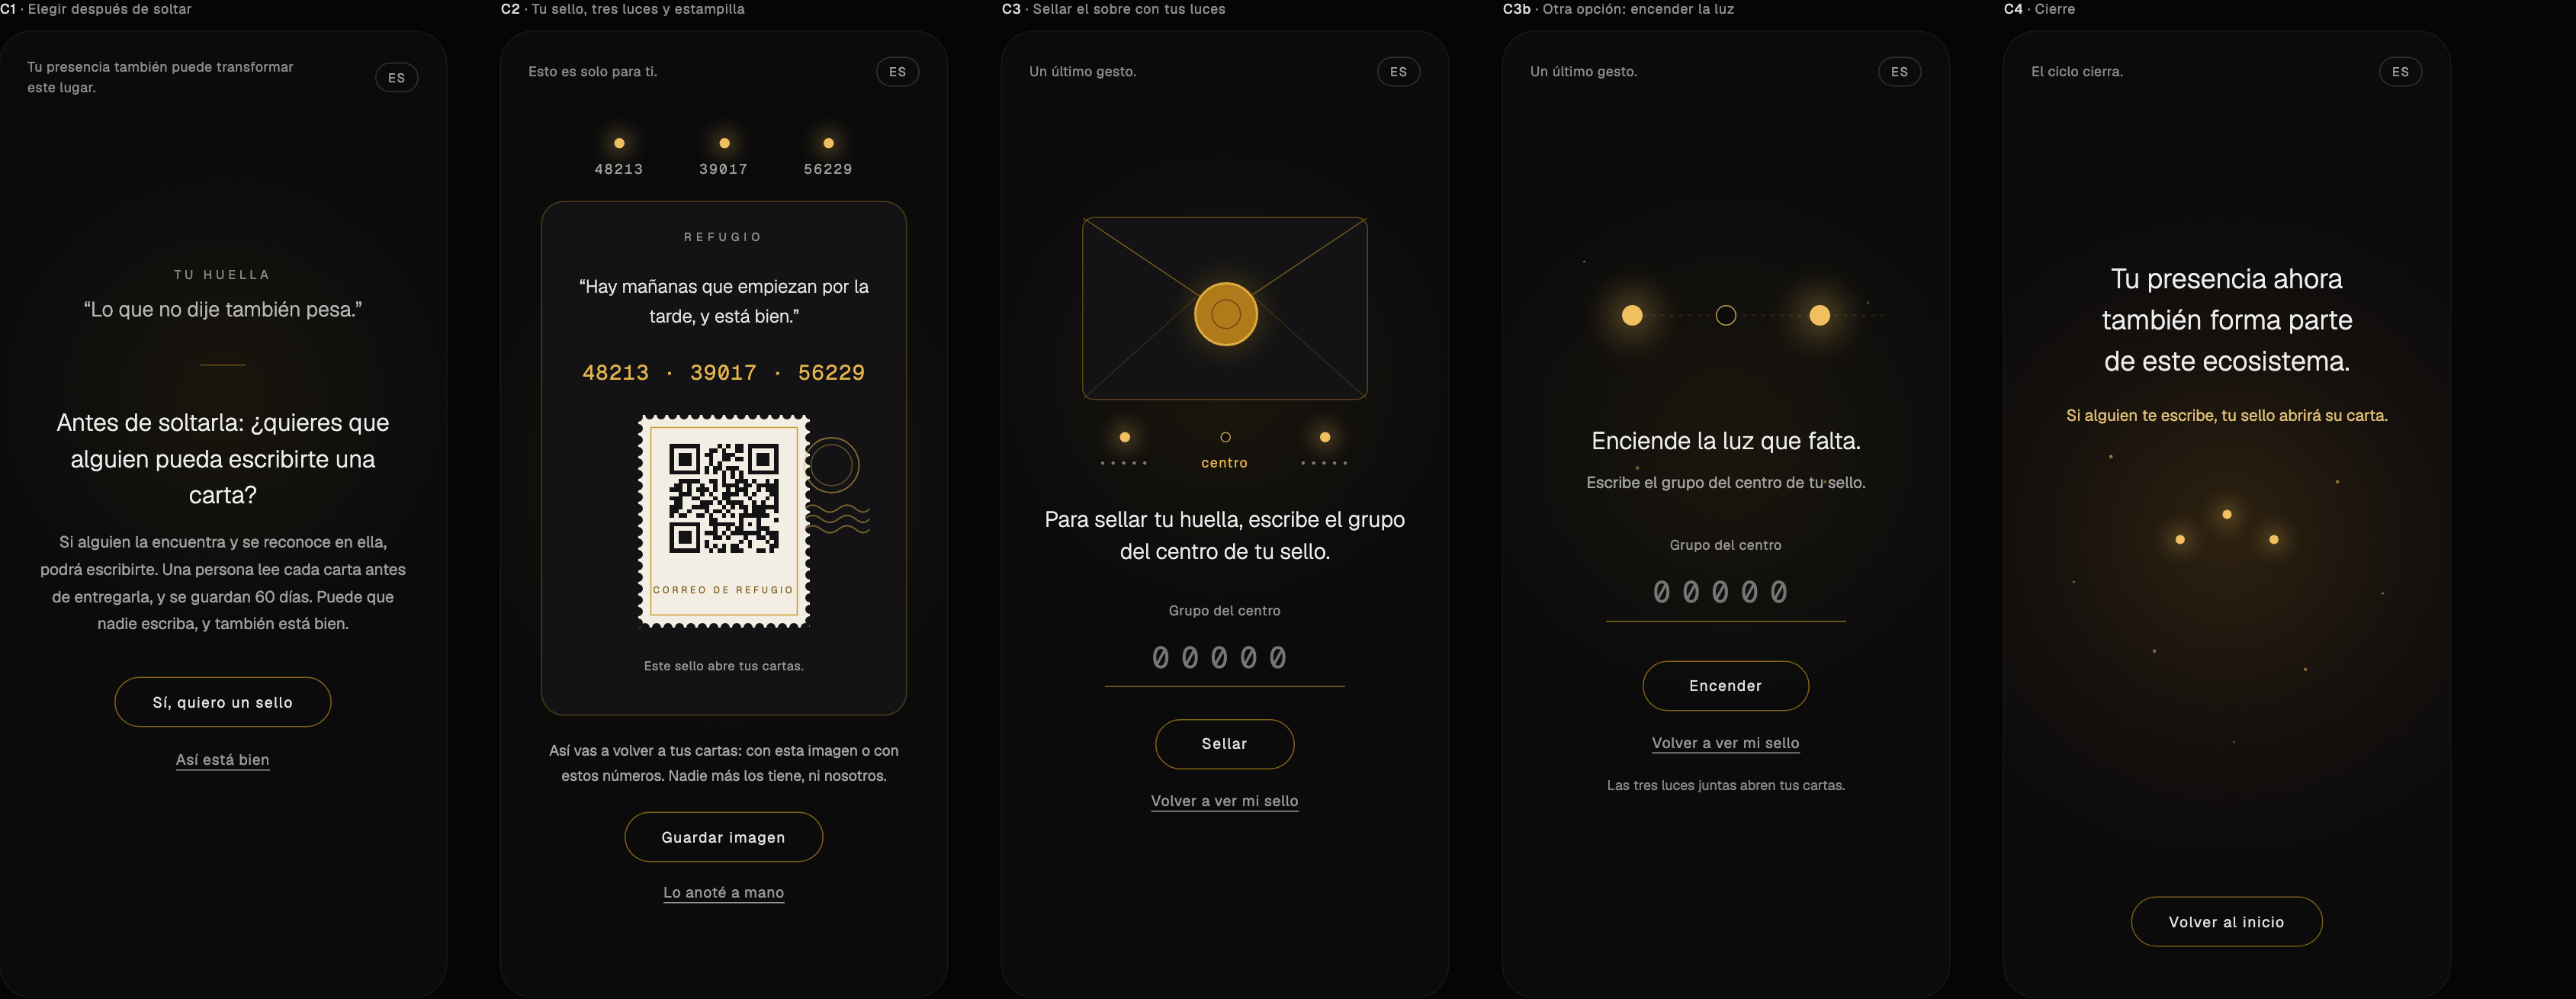 C1 · Elegir después de soltar
Tu presencia también puede transformar
este lugar.
ES
TU HUELLA
“Lo que no dije también pesa.”
Antes de soltarla: ¿quieres que
alguien pueda escribirte una
carta?
Si alguien la encuentra y se reconoce en ella,
podrá escribirte. Una persona lee cada carta antes
de entregarla, y se guardan 60 días. Puede que
nadie escriba, y también está bien.
Sí, quiero un sello
Así está bien
C2 · Tu sello, tres luces y estampilla
Esto es solo para ti.
ES
48213 39017 56229
REFUGIO
“Hay mañanas que empiezan por la
tarde, y está bien.”
48213 · 39017 · 56229
CORREO DE REFUGIO
Este sello abre tus cartas.
Así vas a volver a tus cartas: con esta imagen o con
estos números. Nadie más los tiene, ni nosotros.
Guardar imagen
Lo anoté a mano
C3 · Sellar el sobre con tus luces
Un último gesto.
ES
centro
Para sellar tu huella, escribe el grupo
del centro de tu sello.
Grupo del centro
00000
Sellar
Volver a ver mi sello
C3b · Otra opción: encender la luz
Un último gesto.
ES
Enciende la luz que falta.
Escribe el grupo del centro de tu sello.
Grupo del centro
00000
Encender
Volver a ver mi sello
Las tres luces juntas abren tus cartas.
C4 · Cierre
El ciclo cierra.
ES
Tu presencia ahora
también forma parte
de este ecosistema.
Si alguien te escribe, tu sello abrirá su carta.
Volver al inicio